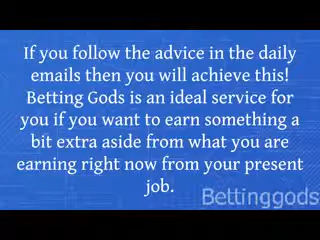 If you follow the advice in the daily
emails then you will achieve this!
Betting Gods is an ideal service for
you if you want to earn something a
bit extra aside from what you are
earning right now from your present
job.
Bettinggods